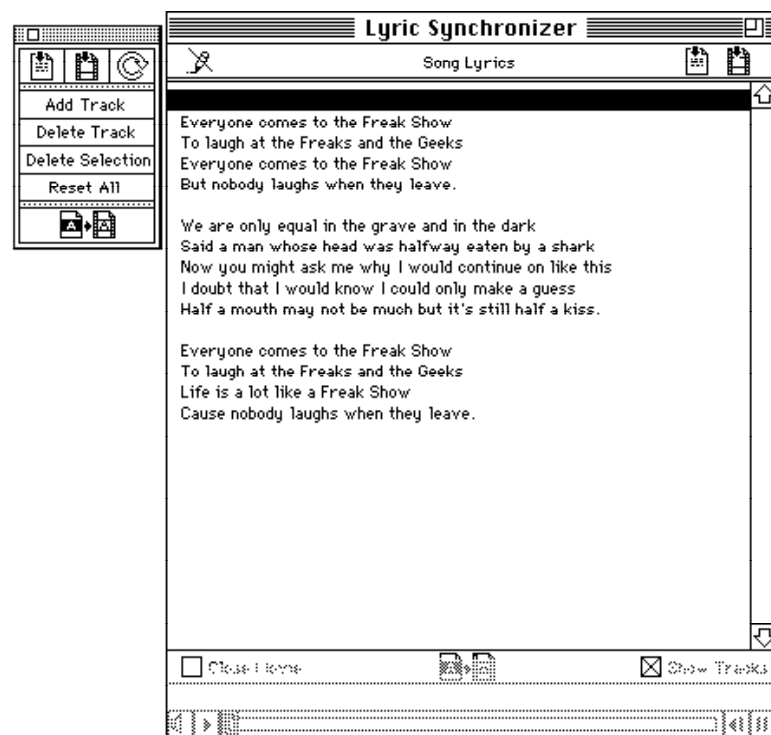 Lyric Synchronizer
Song Lyrics
Add Track
Delete Track
Delete Selection
Reset All
Everyone comes to the Freak Show
To laugh at the Freaks and the Geeks
Everyone comes to the Freak Show
But nobody laughs when they leave.
We are only equal in the grave and in the dark
Said a man whose head was halfway eaten by a shark
Now you might ask me why I would continue on like this
I doubt that I would know I could only make a guess
Half a mouth may not be much but it's still half a kiss.
Everyone comes to the Freak Show
To laugh at the Freaks and the Geeks
Life is a lot like a Freak Show
Cause nobody laughs when they leave.
Show Tracks